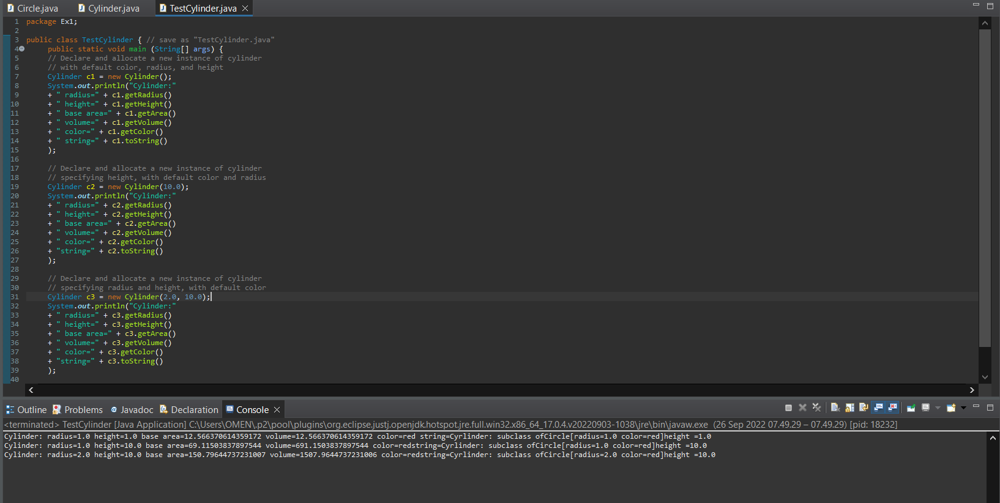 Circle.java Cylinder.java TestCylinder.java
1 package Ex1;
2
3 public class TestCylinder { // save as "TestCylinder.java"
4 public static void main (String[] args) {
5 // Declare and allocate a new instance of cylinder
6 // with default color, radius, and height
7 Cylinder c1 = new Cylinder();
8 System.out.println("Cylinder:"
9 + " radius=" + c1.getRadius()
10 + " height=" + c1.getHeight()
11 + " base area=" + c1.getArea()
12 + " volume=" + c1.getVolume()
13 + " color=" + c1.getColor()
14 + " string=" + c1.toString()
15 );
16
17 // Declare and allocate a new instance of cylinder
18 // specifying height, with default color and radius
19 Cylinder c2 = new Cylinder(10.0);
20 System.out.println("Cylinder:"
21 + " radius=" + c2.getRadius()
22 + " height=" + c2.getHeight()
23 + " base area=" + c2.getArea()
24 + " volume=" + c2.getVolume()
25 + " color=" + c2.getColor()
26 + "string=" + c2.toString()
27 );
28
29 // Declare and allocate a new instance of cylinder
30 // specifying radius and height, with default color
31 Cylinder c3 = new Cylinder(2.0, 10.0);
32 System.out.println("Cylinder:"
33 + " radius=" + c3.getRadius()
34 + " height=" + c3.getHeight()
35 + " base area=" + c3.getArea()
36 + " volume=" + c3.getVolume()
37 + " color=" + c3.getColor()
38 + "string=" + c3.toString()
39 );
40
Outline Problems Javadoc Declaration Console
<terminated> TestCylinder [Java Application] C:\Users\OMEN\.p2\pool\plugins\org.eclipse.justj.openjdk.hotspot.jre.full.win32.x86_64_17.0.4.v20220903-1038\jre\bin\javaw.exe (26 Sep 2022 07.49.29 – 07.49.29) [pid: 18232]
Cylinder: radius=1.0 height=1.0 base area=12.566370614359172 volume=12.566370614359172 color=red string=Cyrlinder: subclass ofCircle[radius=1.0 color=red]height =1.0
Cylinder: radius=1.0 height=10.0 base area=69.11503837897544 volume=691.1503837897544 color=redstring=Cyrlinder: subclass ofCircle[radius=1.0 color=red]height =10.0
Cylinder: radius=2.0 height=10.0 base area=150.79644737231007 volume=1507.9644737231006 color=redstring=Cyrlinder: subclass ofCircle[radius=2.0 color=red]height =10.0